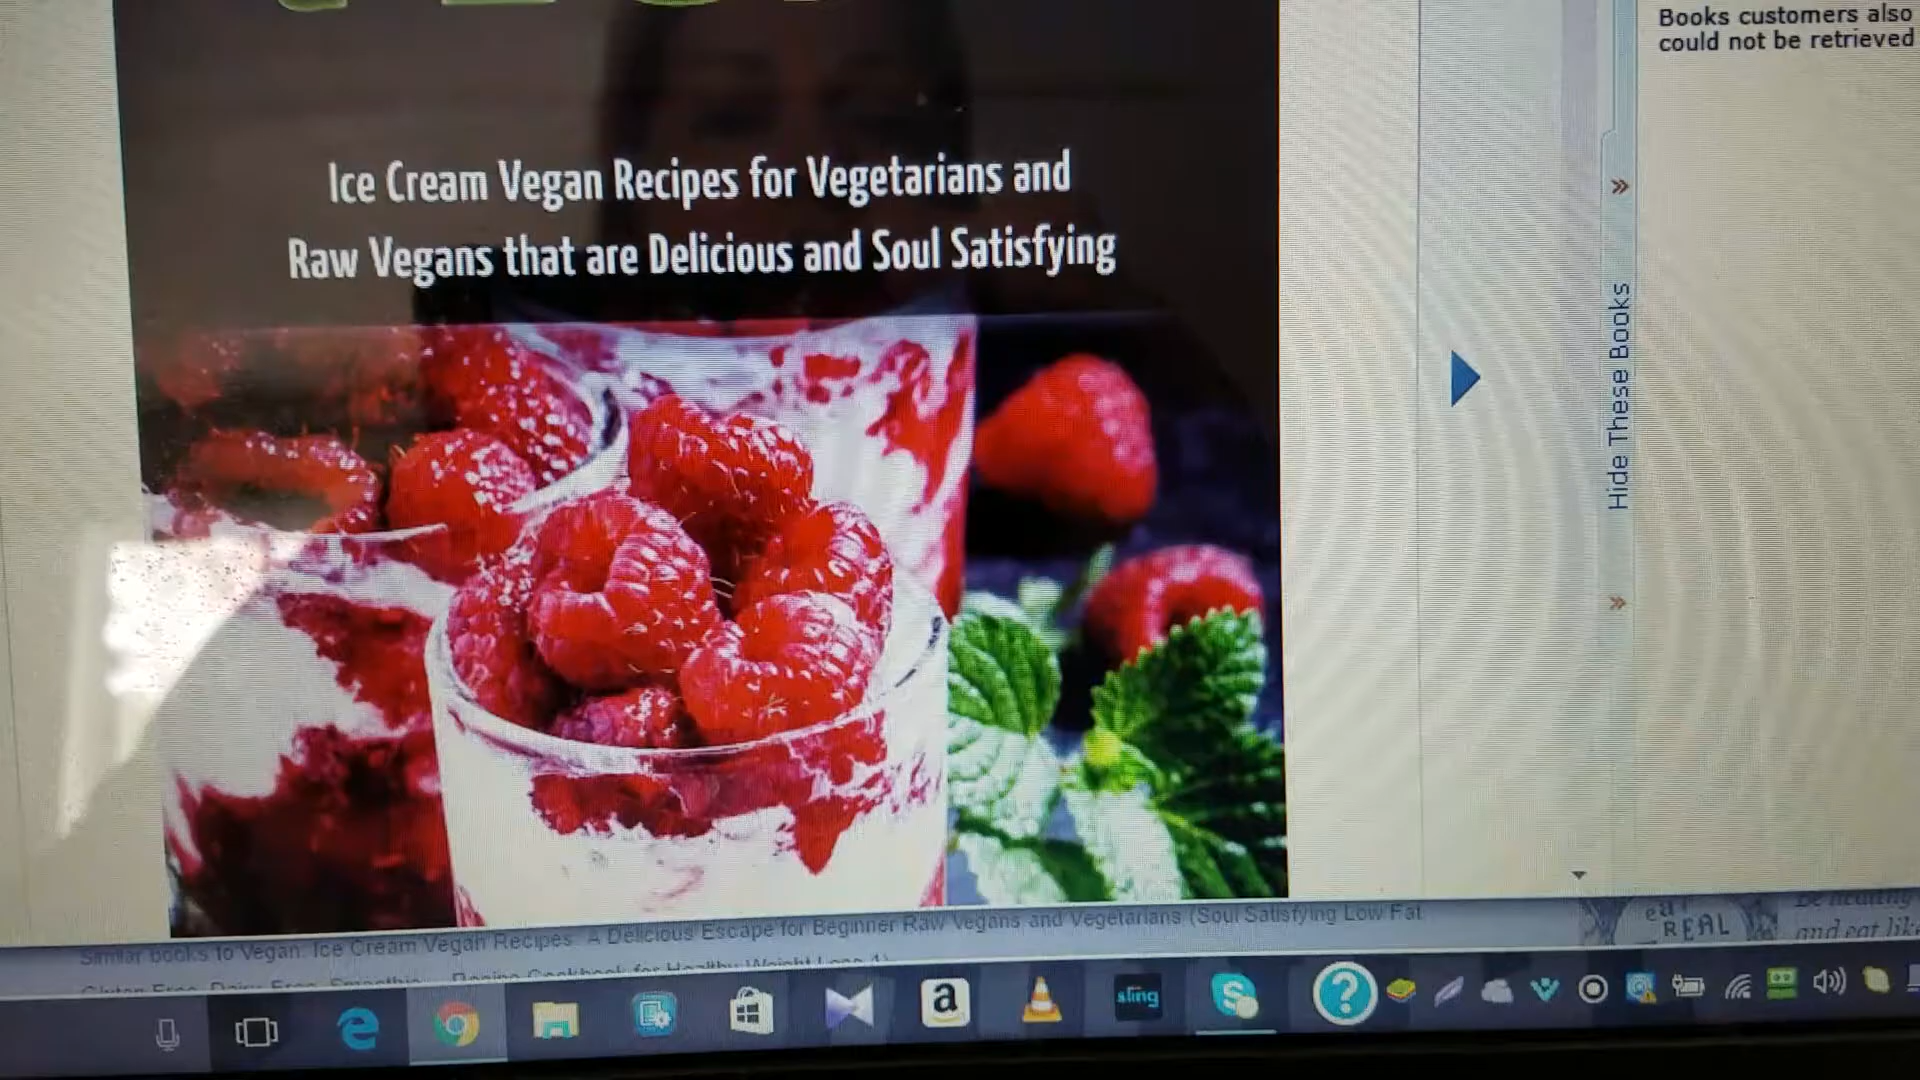 Books customers also
could not be retrieved
Ice Cream Vegan Recipes for Vegetarians and
Raw Vegans that are Delicious and Soul Satisfying
Hide These Books
Similar books to Vegan: Ice Cream Vegan Recipes: A Delicious Escape for Beginner Raw Vegans and Vegetarians (Soul Satisfying Low Fat
REAL
and eat
a
sling
S
?